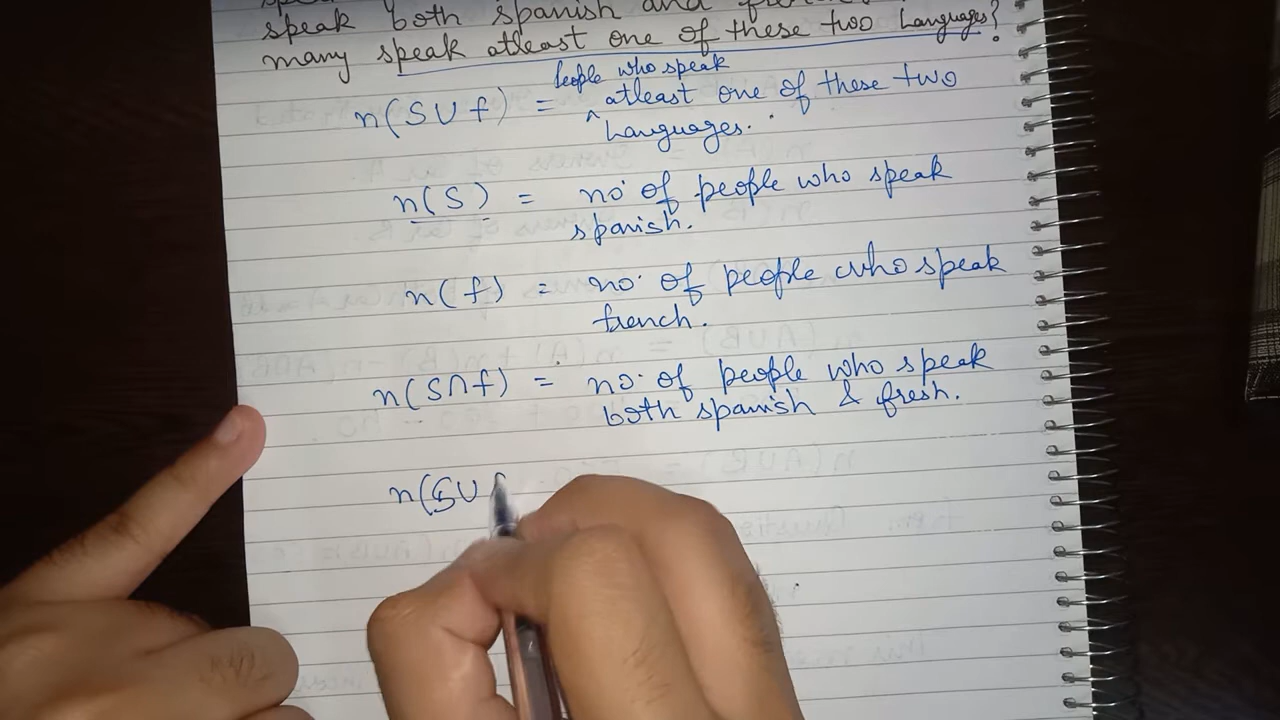 speak both spanish and
many speak atleast one of these two Languages?
n(S∪f) = people who speak
^ atleast one of these two
Languages.
n(S) = no. of people who speak
spanish.
n(f) = no. of people who speak
french.
n(S∩f) = no. of people who speak
both spanish & fresh.
n(S∪f